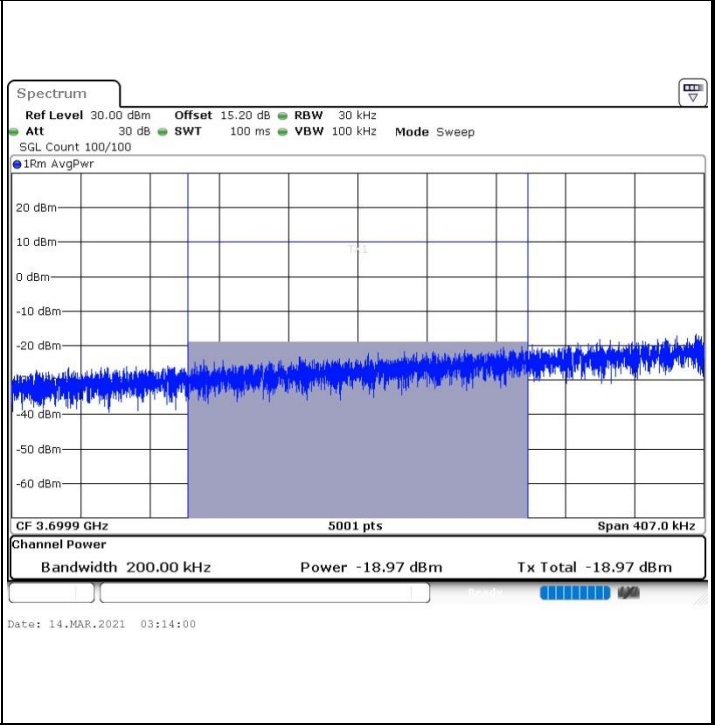 Spectrum
Ref Level 30.00 dBm Offset 15.20 dB RBW 30 kHz
Att 30 dB SWT 100 ms VBW 100 kHz Mode Sweep
SGL Count 100/100
1Rm AvgPwr
20 dBm
10 dBm
TX1
0 dBm
-10 dBm
-20 dBm
-40 dBm
-50 dBm
-60 dBm
CF 3.6999 GHz 5001 pts Span 407.0 kHz
Channel Power
Bandwidth 200.00 kHz Power -18.97 dBm Tx Total -18.97 dBm
Ready
Date: 14.MAR.2021 03:14:00